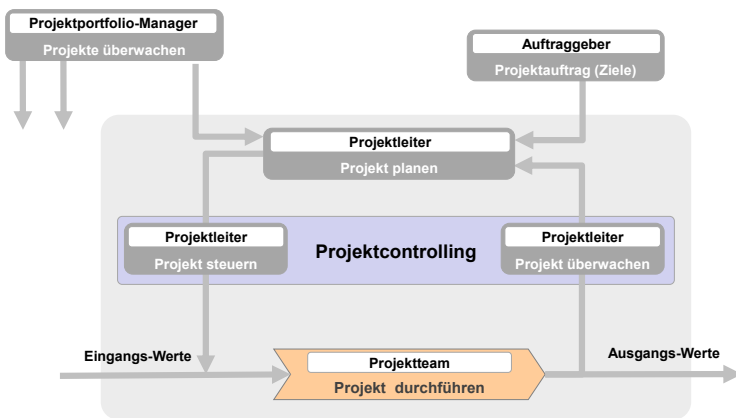 Projektportfolio-Manager
Projekte überwachen
Auftraggeber
Projektauftrag (Ziele)
Projektleiter
Projekt planen
Projektleiter
Projekt steuern
Projektcontrolling
Projektleiter
Projekt überwachen
Eingangs-Werte
Projektteam
Projekt durchführen
Ausgangs-Werte